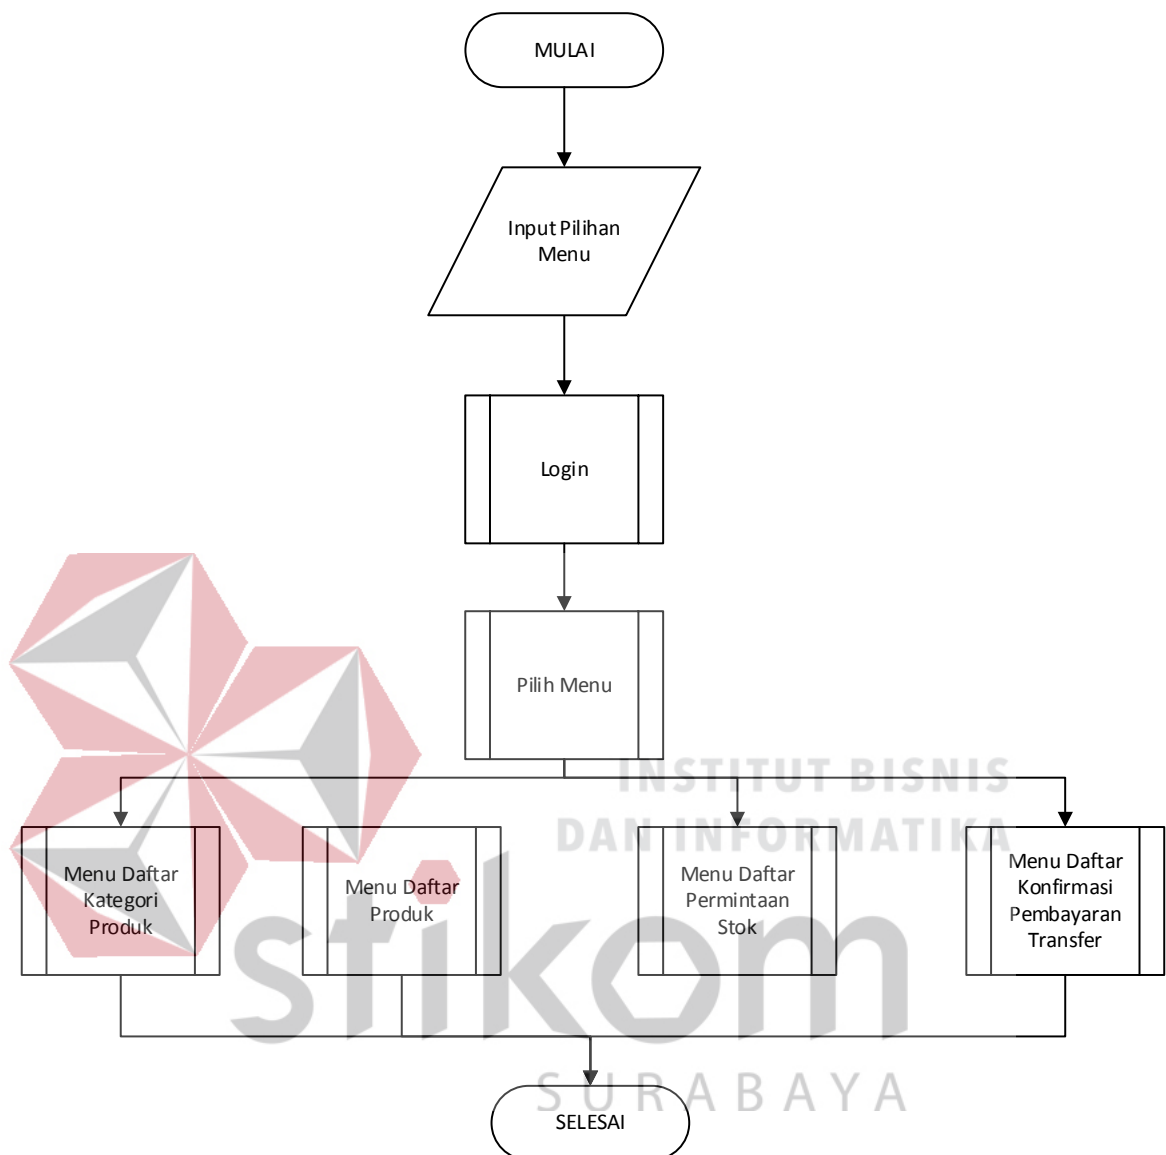 MULAI
Input Pilihan
Menu
Login
Pilih Menu
INSTITUT BISNIS
DAN INFORMATIKA
Menu Daftar
Kategori
Produk
Menu Daftar
Produk
Menu Daftar
Permintaan
Stok
Menu Daftar
Konfirmasi
Pembayaran
Transfer
stikom
SURABAYA
SELESAI